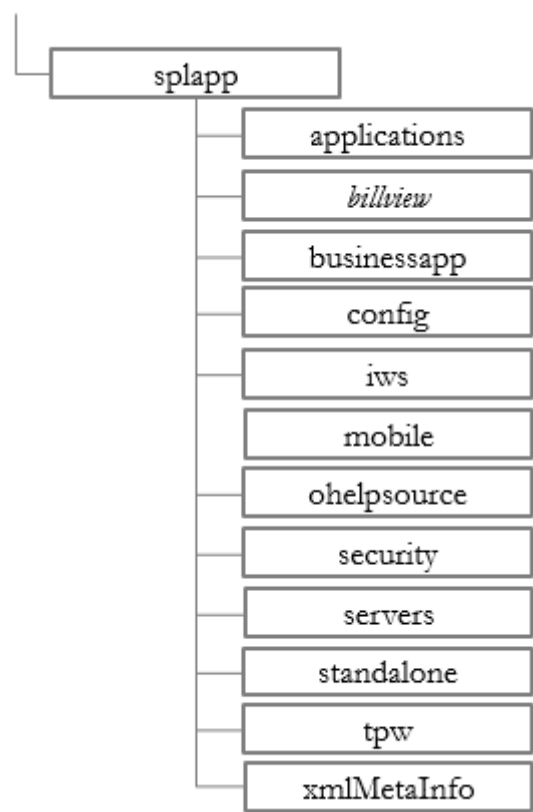 splapp
applications
billview
businessapp
config
iws
mobile
ohelpsource
security
servers
standalone
tpw
xmlMetaInfo